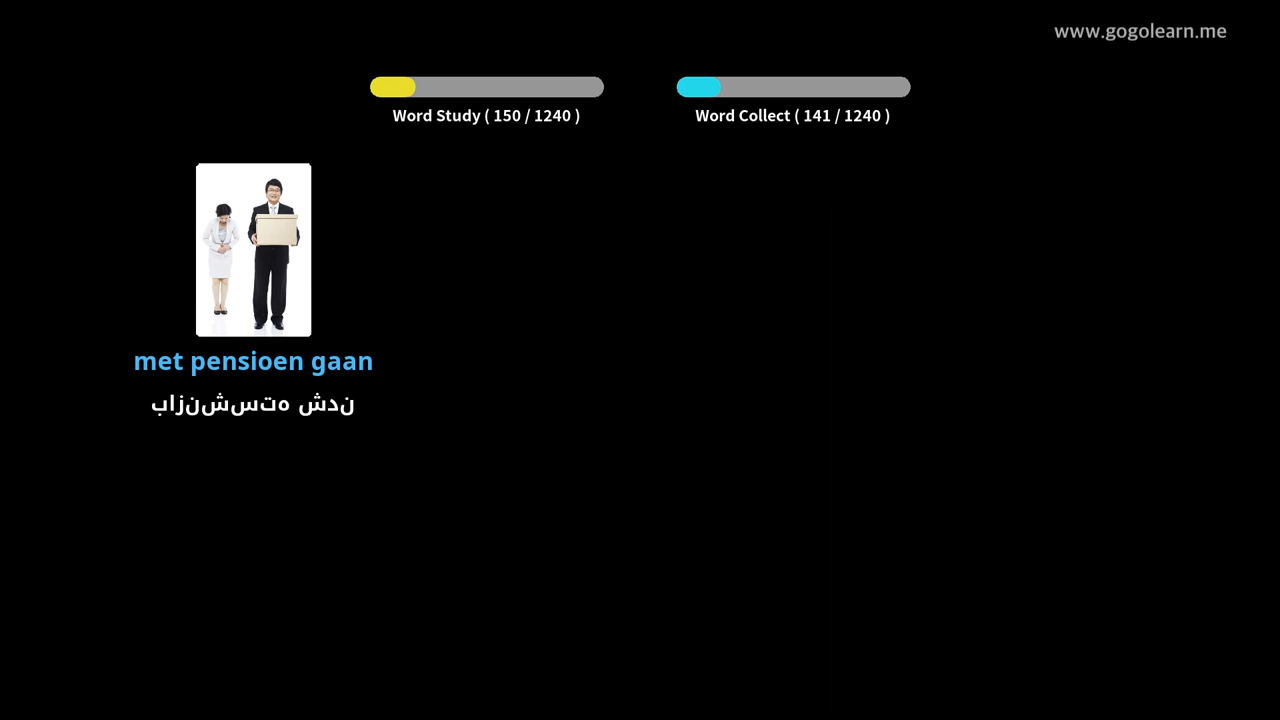 www.gogolearn.me
Word Study ( 150 / 1240 )
Word Collect ( 141 / 1240 )
met pensioen gaan
بازنشسته شدن